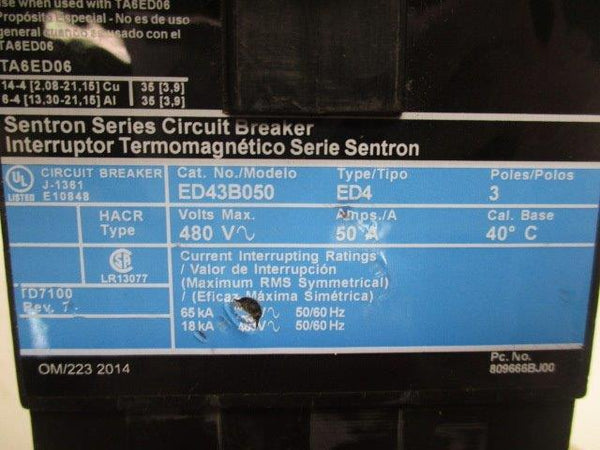 use when used with TA6ED06
Propósito Especial - No es de uso
general cuando es usado con el
TA6ED06
TA6ED06
14-4 [2,08-21,15] Cu 35 [3,9]
6-4 [13,30-21,15] Al 35 [3,9]
Sentron Series Circuit Breaker
Interruptor Termomagnético Serie Sentron
UL LISTED
CIRCUIT BREAKER
J-1361
E10848
Cat. No./Modelo
ED43B050
Type/Tipo
ED4
Poles/Polos
3
HACR
Type
Volts Max.
480 V
Amps./A
50 A
Cal. Base
40° C
LR13077
Current Interrupting Ratings
/ Valor de Interrupción
(Maximum RMS Symmetrical)
/ (Eficaz Máxima Simétrica)
65 kA V 50/60 Hz
18 kA V 50/60 Hz
TD7100
Rev.
OM/223 2014
Pc. No.
809666BJ00